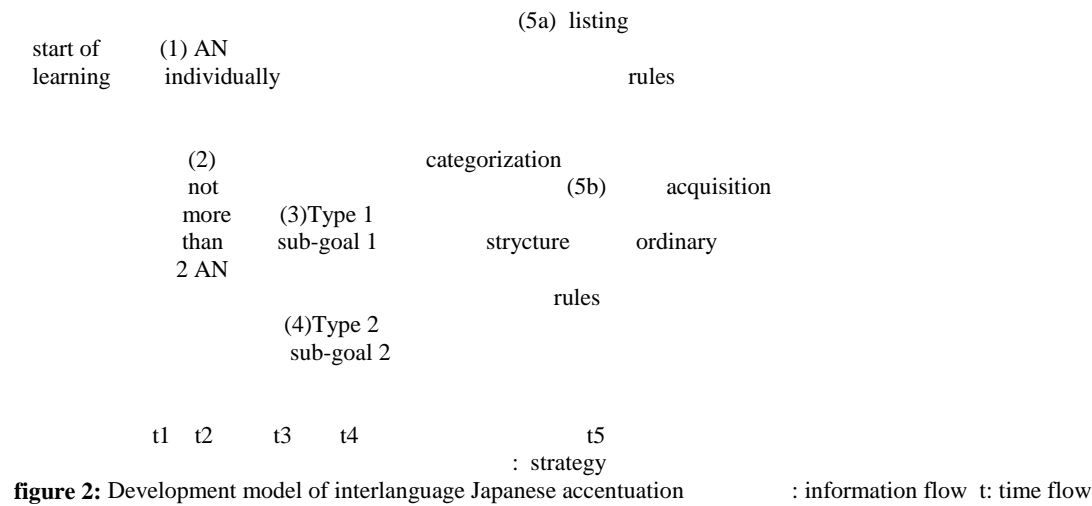 (5a) listing
start of (1) AN
learning individually rules
(2) categorization
not (5b) acquisition
more (3)Type 1
than sub-goal 1 strycture ordinary
2 AN
rules
(4)Type 2
sub-goal 2
t1 t2 t3 t4 t5
: strategy
figure 2: Development model of interlanguage Japanese accentuation : information flow t: time flow